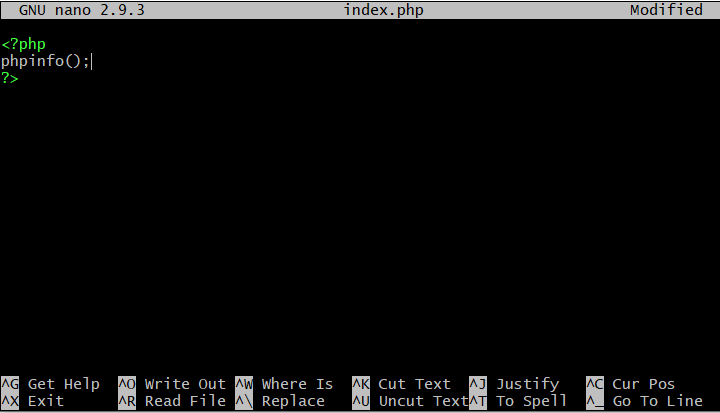 GNU nano 2.9.3 index.php Modified
<?php
phpinfo();
?>
^G Get Help ^O Write Out ^W Where Is ^K Cut Text ^J Justify ^C Cur Pos
^X Exit ^R Read File ^\ Replace ^U Uncut Text ^T To Spell ^_ Go To Line